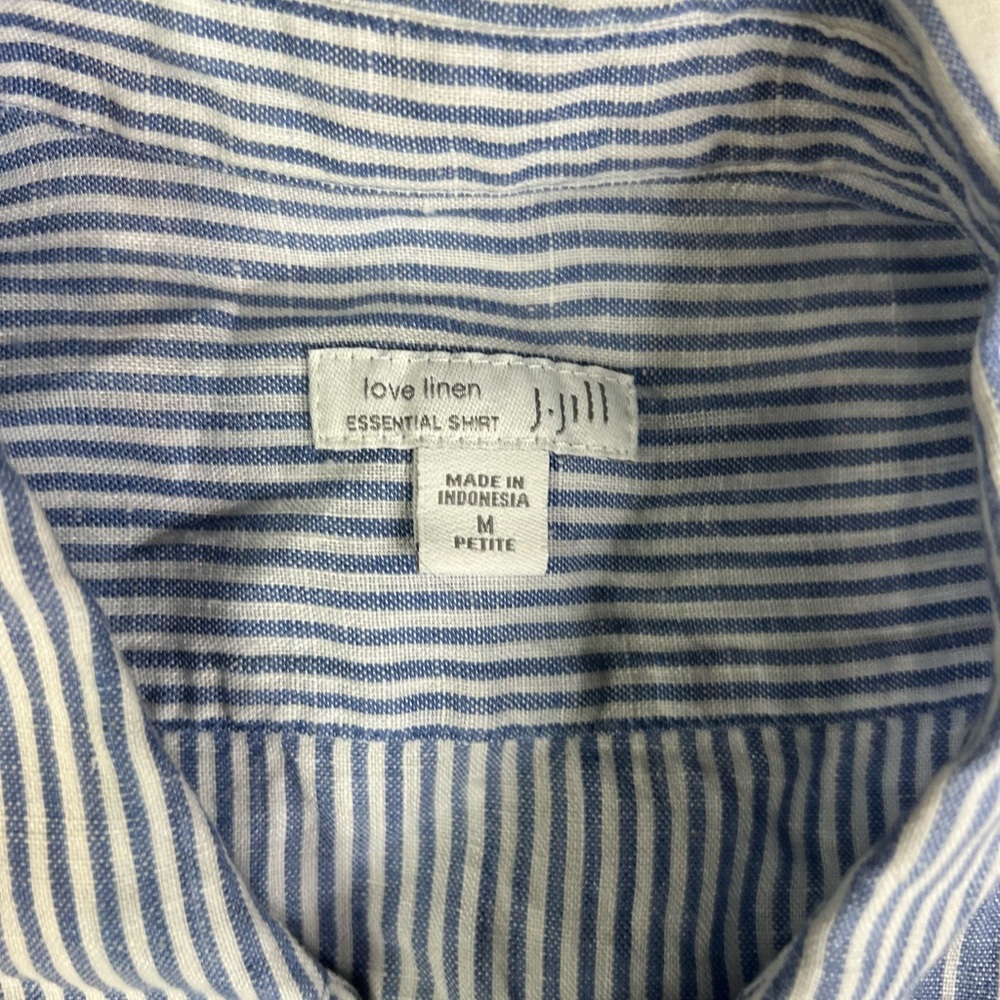 love linen
ESSENTIAL SHIRT
J.Jill
MADE IN
INDONESIA
M
PETITE